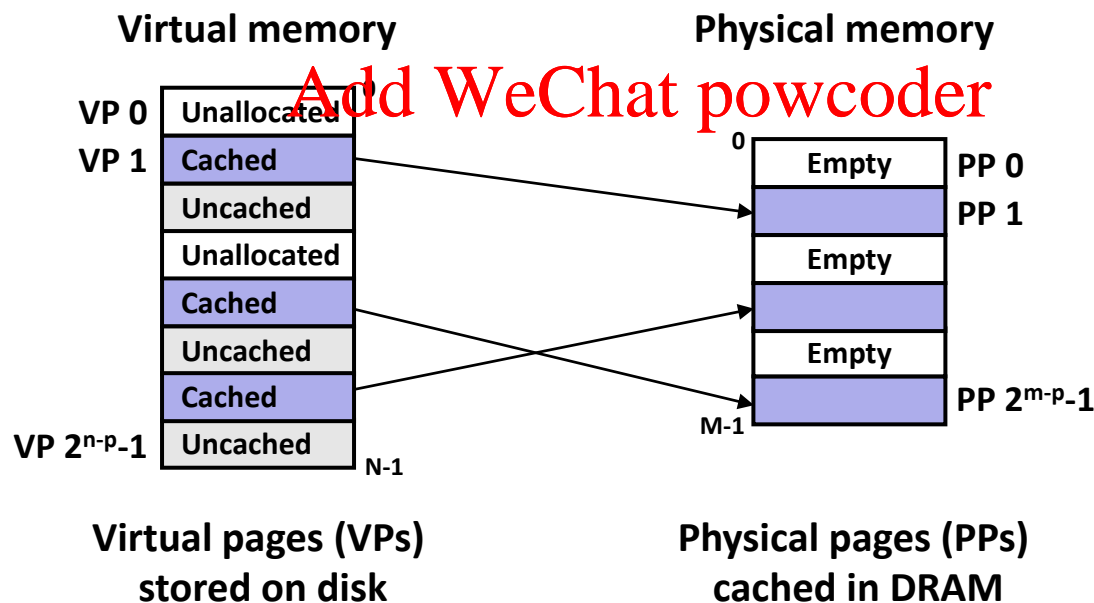 Virtual memory
Physical memory
Add WeChat powcoder
0
VP 0
Unallocated
VP 1
Cached
Uncached
Unallocated
Cached
Uncached
Cached
VP 2ⁿ⁻ᵖ-1
Uncached
N-1
0
Empty
PP 0
PP 1
Empty
Empty
PP 2ᵐ⁻ᵖ-1
M-1
Virtual pages (VPs)
stored on disk
Physical pages (PPs)
cached in DRAM